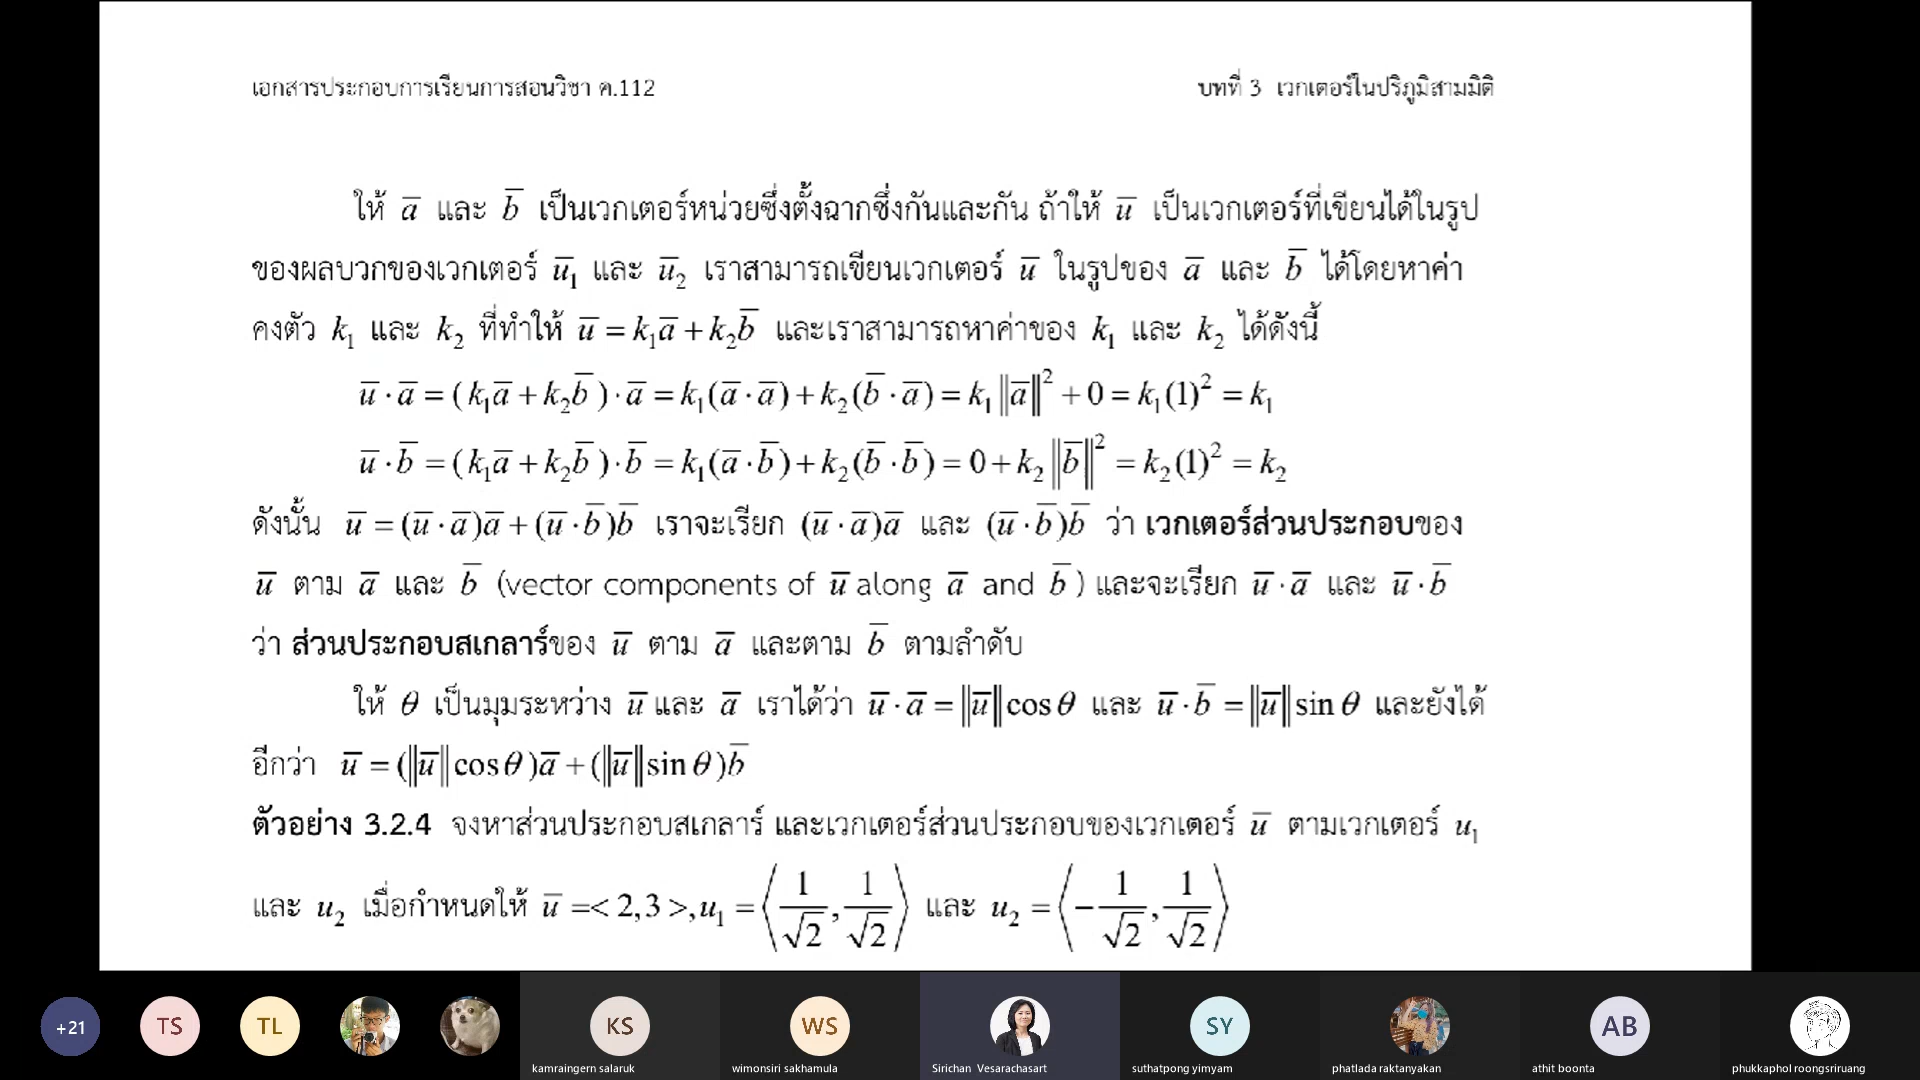 เอกสารประกอบการเรียนการสอนวิชา ค.112 บทที่ 3 เวกเตอร์ในปริภูมิสามมิติ
ให้ a̅ และ b̅ เป็นเวกเตอร์หน่วยซึ่งตั้งฉากซึ่งกันและกัน ถ้าให้ u̅ เป็นเวกเตอร์ที่เขียนได้ในรูป
ของผลบวกของเวกเตอร์ u̅₁ และ u̅₂ เราสามารถเขียนเวกเตอร์ u̅ ในรูปของ a̅ และ b̅ ได้โดยหาค่า
คงตัว k₁ และ k₂ ที่ทำให้ u̅ = k₁a̅ + k₂b̅ และเราสามารถหาค่าของ k₁ และ k₂ ได้ดังนี้
u̅ · a̅ = (k₁a̅ + k₂b̅) · a̅ = k₁(a̅ · a̅) + k₂(b̅ · a̅) = k₁‖a̅‖² + 0 = k₁(1)² = k₁
u̅ · b̅ = (k₁a̅ + k₂b̅) · b̅ = k₁(a̅ · b̅) + k₂(b̅ · b̅) = 0 + k₂‖b̅‖² = k₂(1)² = k₂
ดังนั้น u̅ = (u̅ · a̅)a̅ + (u̅ · b̅)b̅ เราจะเรียก (u̅ · a̅)a̅ และ (u̅ · b̅)b̅ ว่า เวกเตอร์ส่วนประกอบของ
u̅ ตาม a̅ และ b̅ (vector components of u̅ along a̅ and b̅) และจะเรียก u̅ · a̅ และ u̅ · b̅
ว่า ส่วนประกอบสเกลาร์ของ u̅ ตาม a̅ และตาม b̅ ตามลำดับ
ให้ θ เป็นมุมระหว่าง u̅ และ a̅ เราได้ว่า u̅ · a̅ = ‖u̅‖cosθ และ u̅ · b̅ = ‖u̅‖sinθ และยังได้
อีกว่า u̅ = (‖u̅‖cosθ)a̅ + (‖u̅‖sinθ)b̅
ตัวอย่าง 3.2.4 จงหาส่วนประกอบสเกลาร์ และเวกเตอร์ส่วนประกอบของเวกเตอร์ u̅ ตามเวกเตอร์ u₁
และ u₂ เมื่อกำหนดให้ u̅ =< 2,3 >, u₁ = ⟨1/√2, 1/√2⟩ และ u₂ = ⟨−1/√2, 1/√2⟩
+21 TS TL KS WS SY AB
kamraingern salaruk wimonsiri sakhamula Sirichan Vesarachasart suthatpong yimyam phatlada raktanyakan athit boonta phukkaphol roongsriruang